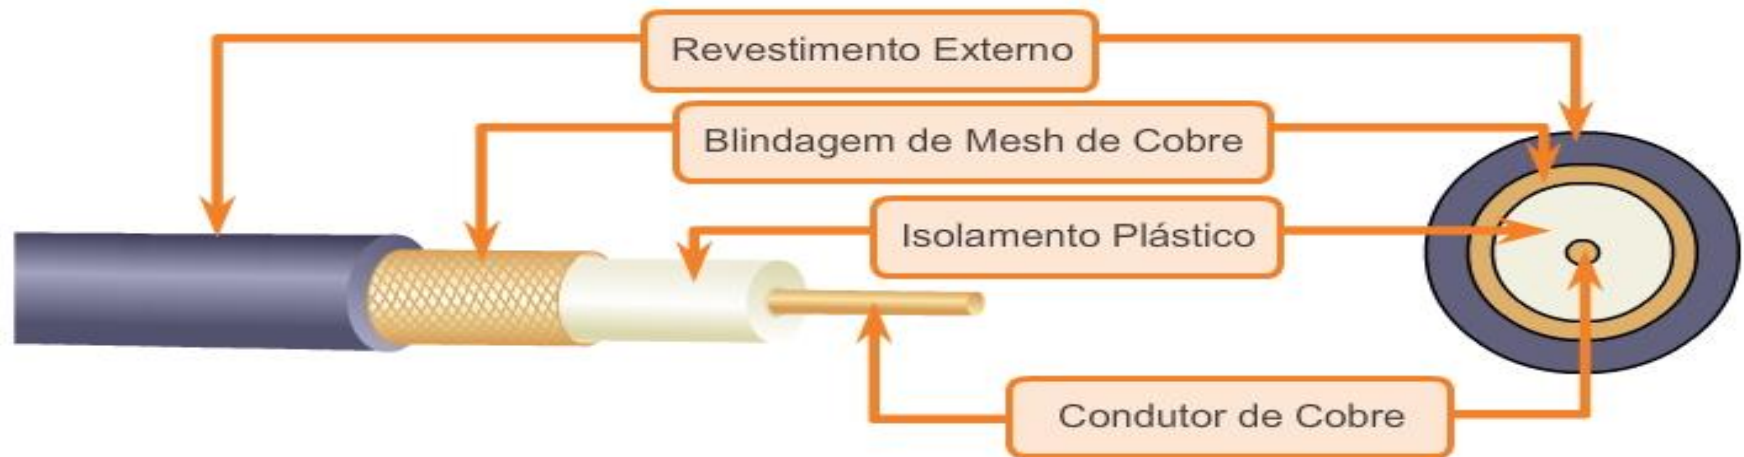 Revestimento Externo
Blindagem de Mesh de Cobre
Isolamento Plástico
Condutor de Cobre